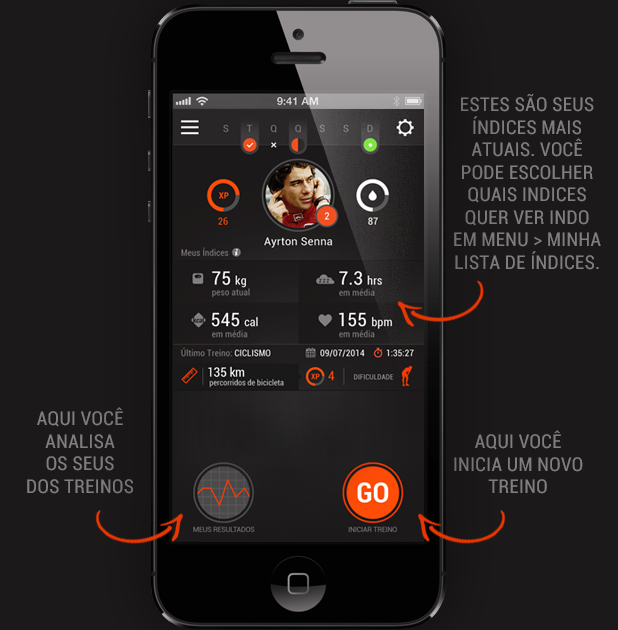 9:41 AM
S T Q Q S S D
XP
26
2
87
Ayrton Senna
Meus Índices i
75 kg
peso atual
7.3 hrs
em média
545 cal
em média
155 bpm
em média
Último Treino: CICLISMO
09/07/2014
1:35:27
135 km
percorridos de bicicleta
XP 4
DIFICULDADE
GO
MEUS RESULTADOS
INICIAR TREINO
ESTES SÃO SEUS
ÍNDICES MAIS
ATUAIS. VOCÊ
PODE ESCOLHER
QUAIS INDICES
QUER VER INDO
EM MENU > MINHA
LISTA DE ÍNDICES.
AQUI VOCÊ
ANALISA
OS SEUS
DOS TREINOS
AQUI VOCÊ
INICIA UM NOVO
TREINO